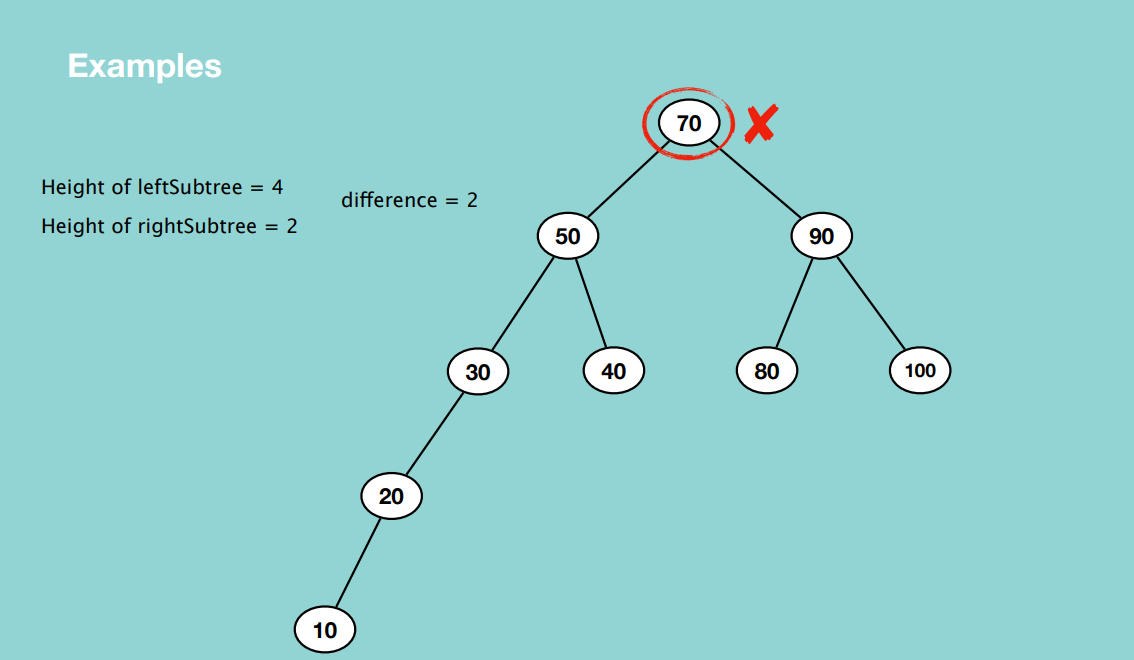 Examples
70
Height of leftSubtree = 4
difference = 2
Height of rightSubtree = 2
50
90
30
40
80
100
20
10